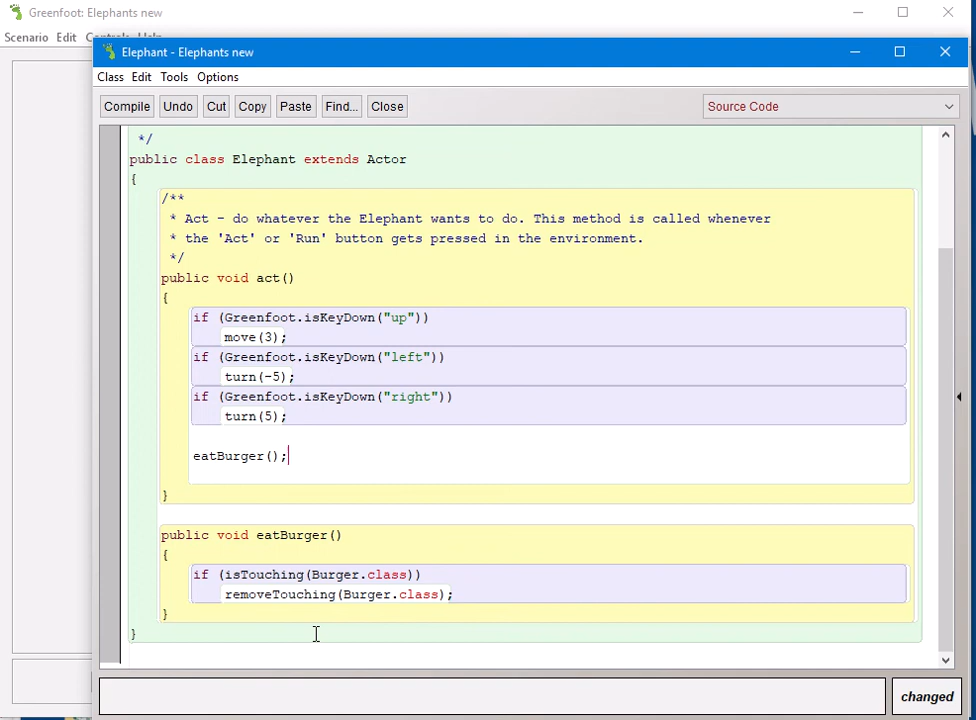 Greenfoot: Elephants new
Scenario Edit Controls Help
Elephant - Elephants new
Class Edit Tools Options
Compile Undo Cut Copy Paste Find... Close Source Code
*/
public class Elephant extends Actor
{
/**
* Act - do whatever the Elephant wants to do. This method is called whenever
* the 'Act' or 'Run' button gets pressed in the environment.
*/
public void act()
{
if (Greenfoot.isKeyDown("up"))
move(3);
if (Greenfoot.isKeyDown("left"))
turn(-5);
if (Greenfoot.isKeyDown("right"))
turn(5);
eatBurger();
}
public void eatBurger()
{
if (isTouching(Burger.class))
removeTouching(Burger.class);
}
}
changed